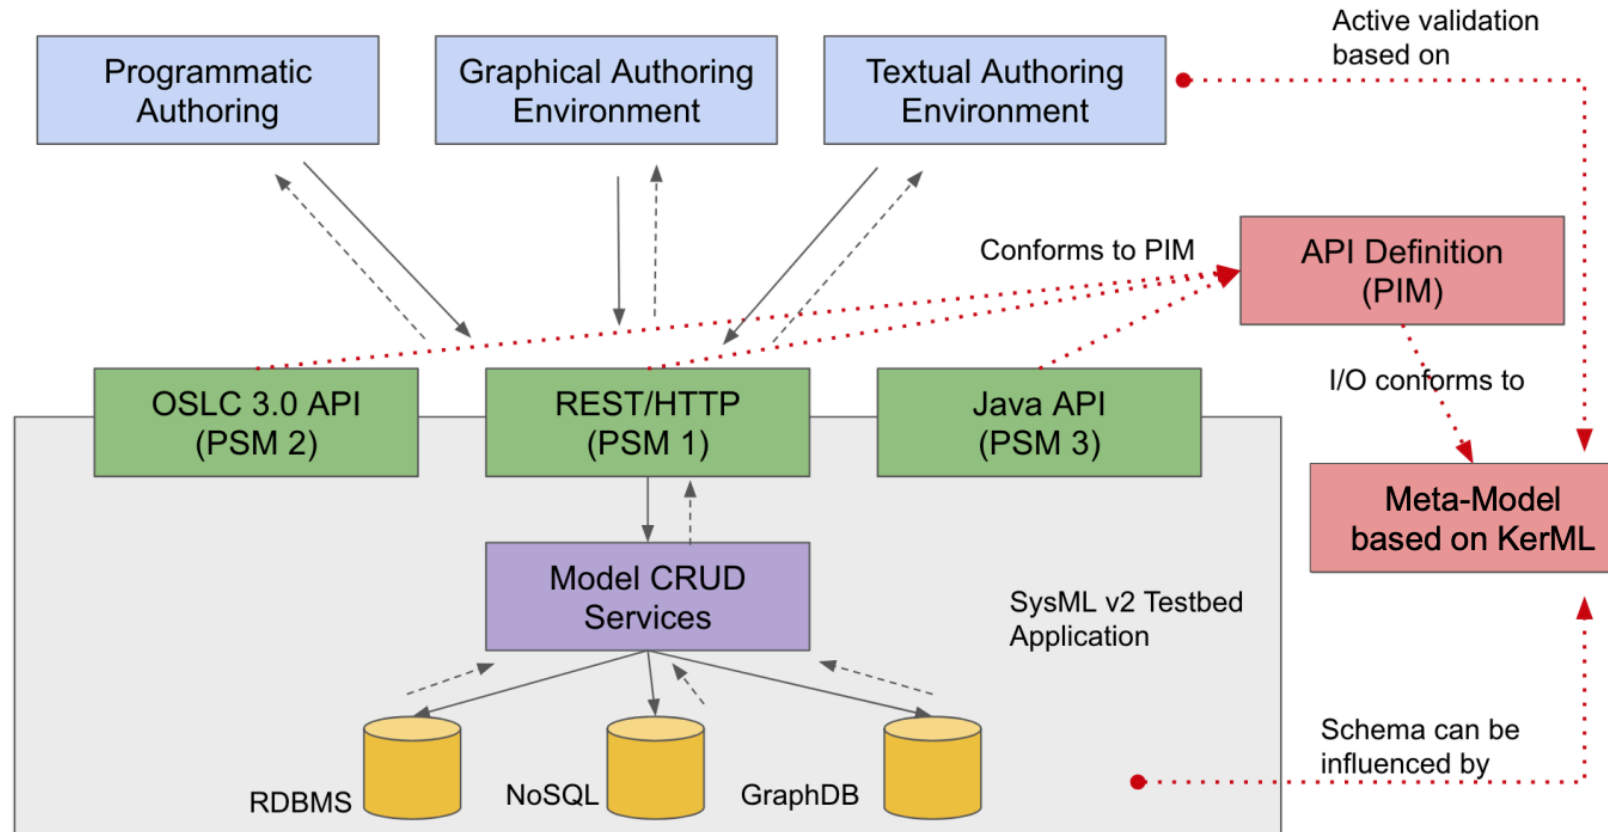 Programmatic
Authoring
Graphical Authoring
Environment
Textual Authoring
Environment
Active validation
based on
Conforms to PIM
API Definition
(PIM)
I/O conforms to
OSLC 3.0 API
(PSM 2)
REST/HTTP
(PSM 1)
Java API
(PSM 3)
Meta-Model
based on KerML
Model CRUD
Services
SysML v2 Testbed
Application
RDBMS
NoSQL
GraphDB
Schema can be
influenced by